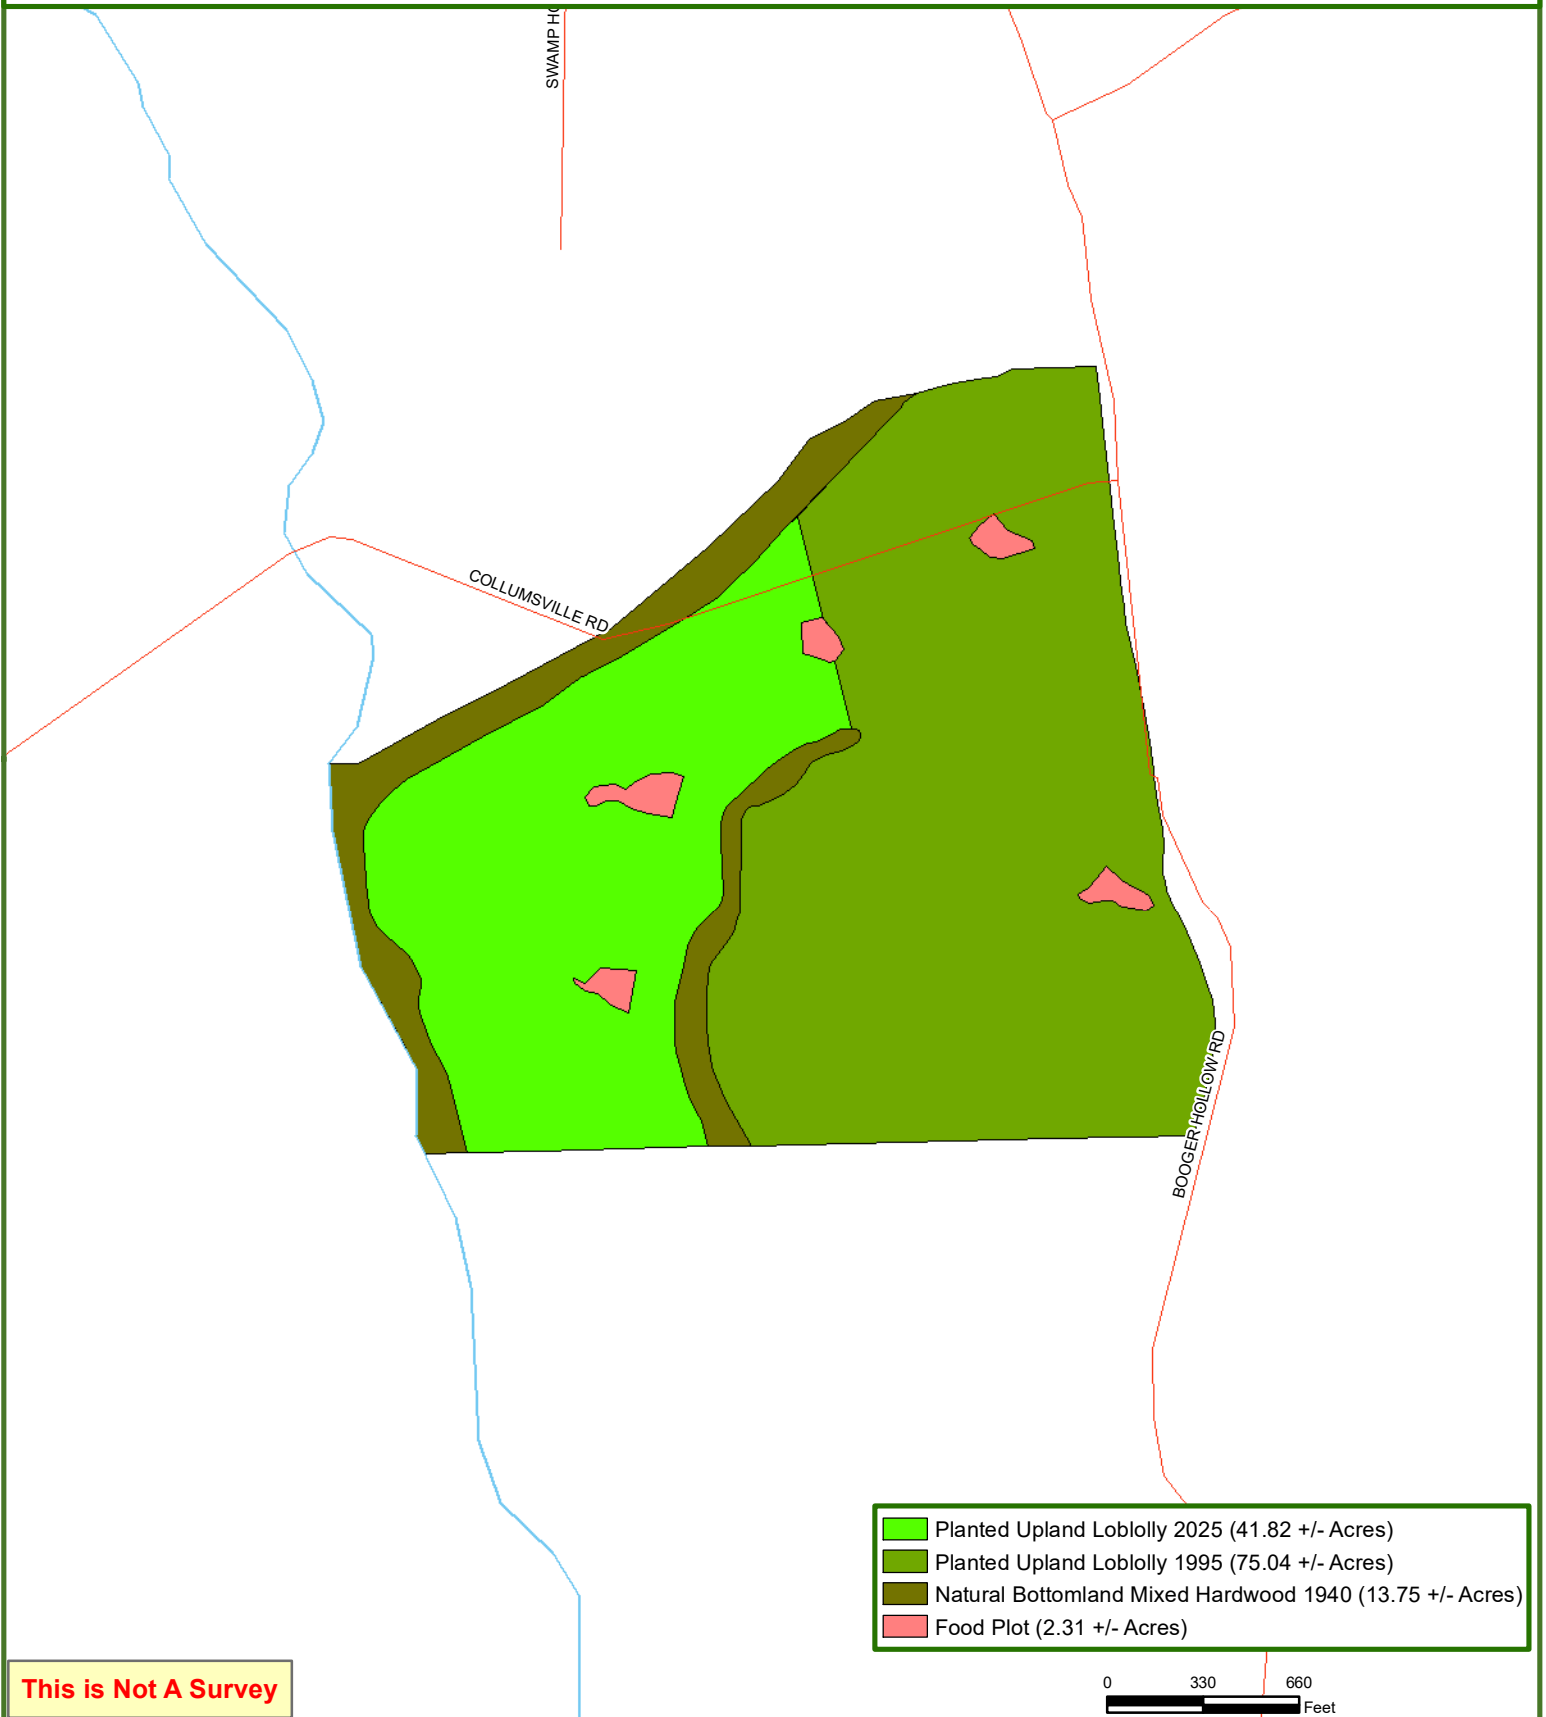 SWAMP
COLLUMSVILLE RD
BOOGER HOLLOW RD
Planted Upland Loblolly 2025 (41.82 +/- Acres)
Planted Upland Loblolly 1995 (75.04 +/- Acres)
Natural Bottomland Mixed Hardwood 1940 (13.75 +/- Acres)
Food Plot (2.31 +/- Acres)
This is Not A Survey
0 330 660
Feet